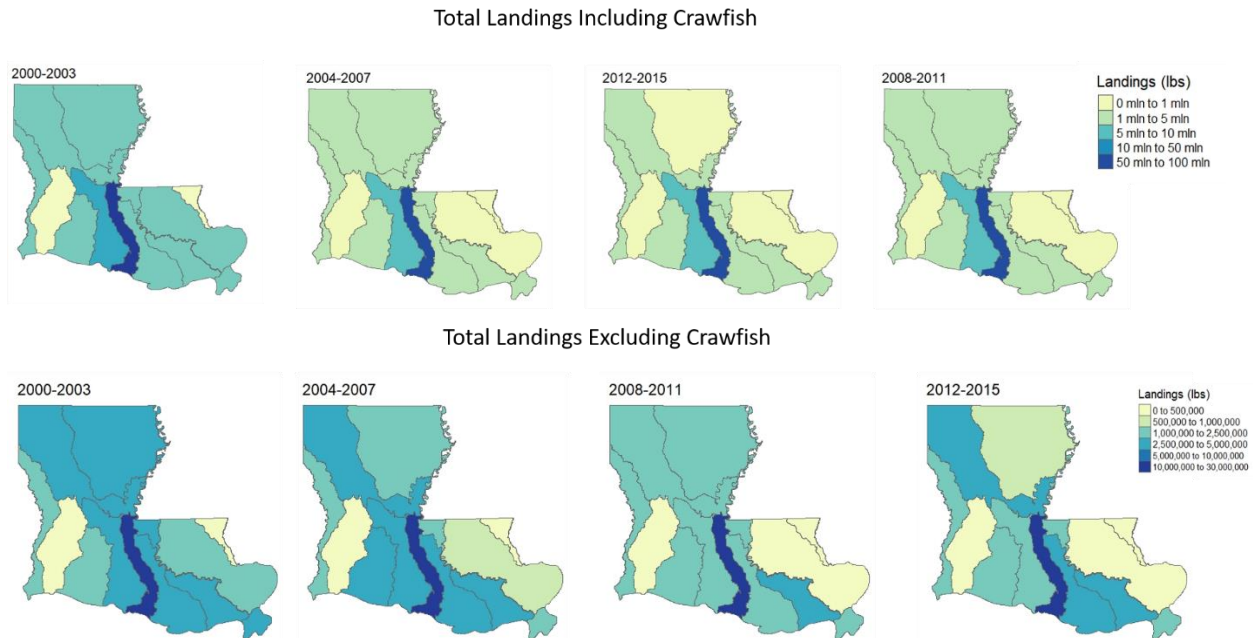 Total Landings Including Crawfish
2000-2003
2004-2007
2012-2015
2008-2011
Landings (lbs)
0 mln to 1 mln
1 mln to 5 mln
5 mln to 10 mln
10 mln to 50 mln
50 mln to 100 mln
Total Landings Excluding Crawfish
2000-2003
2004-2007
2008-2011
2012-2015
Landings (lbs)
0 to 500,000
500,000 to 1,000,000
1,000,000 to 2,500,000
2,500,000 to 5,000,000
5,000,000 to 10,000,000
10,000,000 to 30,000,000